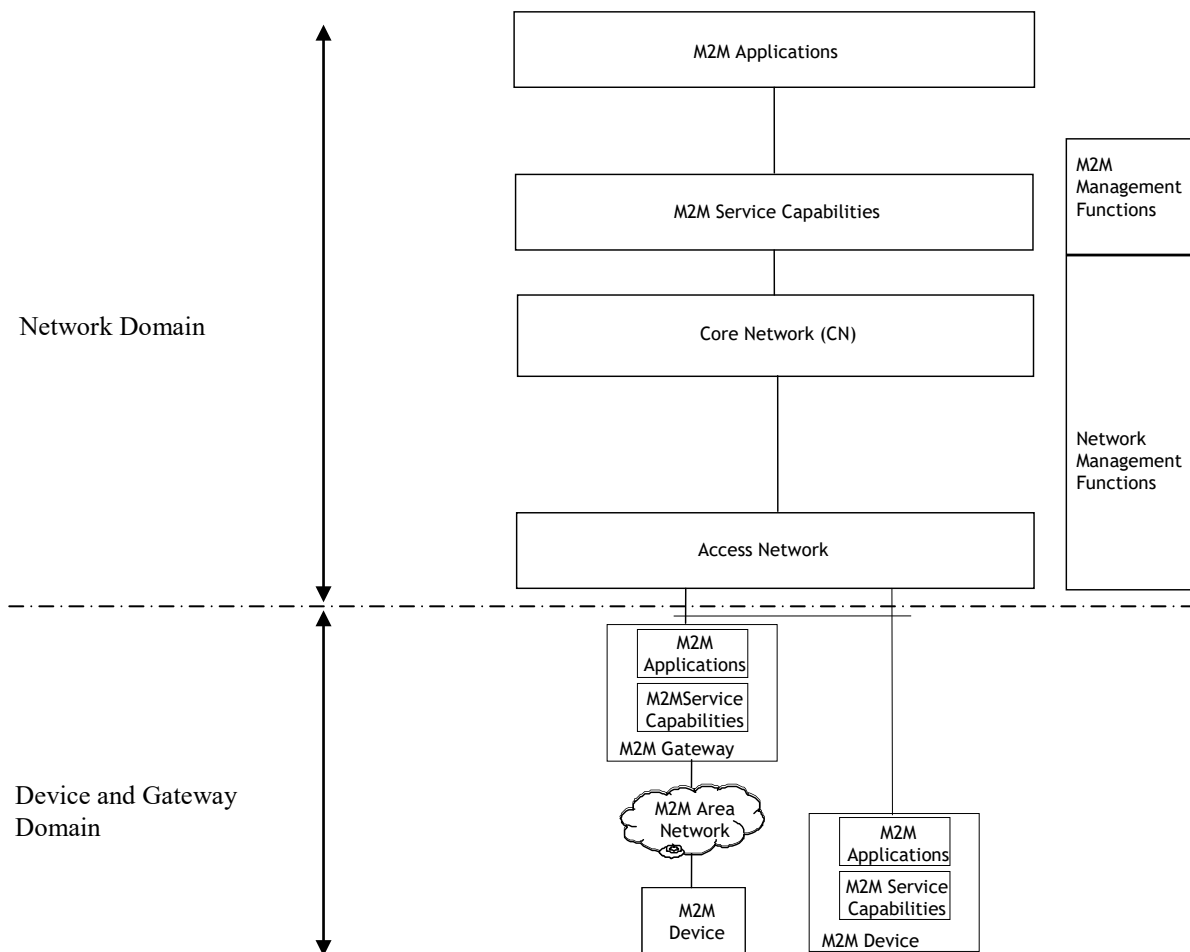 M2M Applications
M2M
Management
Functions
M2M Service Capabilities
Network Domain
Core Network (CN)
Network
Management
Functions
Access Network
M2M
Applications
M2MService
Capabilities
M2M Gateway
Device and Gateway
Domain
M2M Area
Network
M2M
Device
M2M
Applications
M2M Service
Capabilities
M2M Device